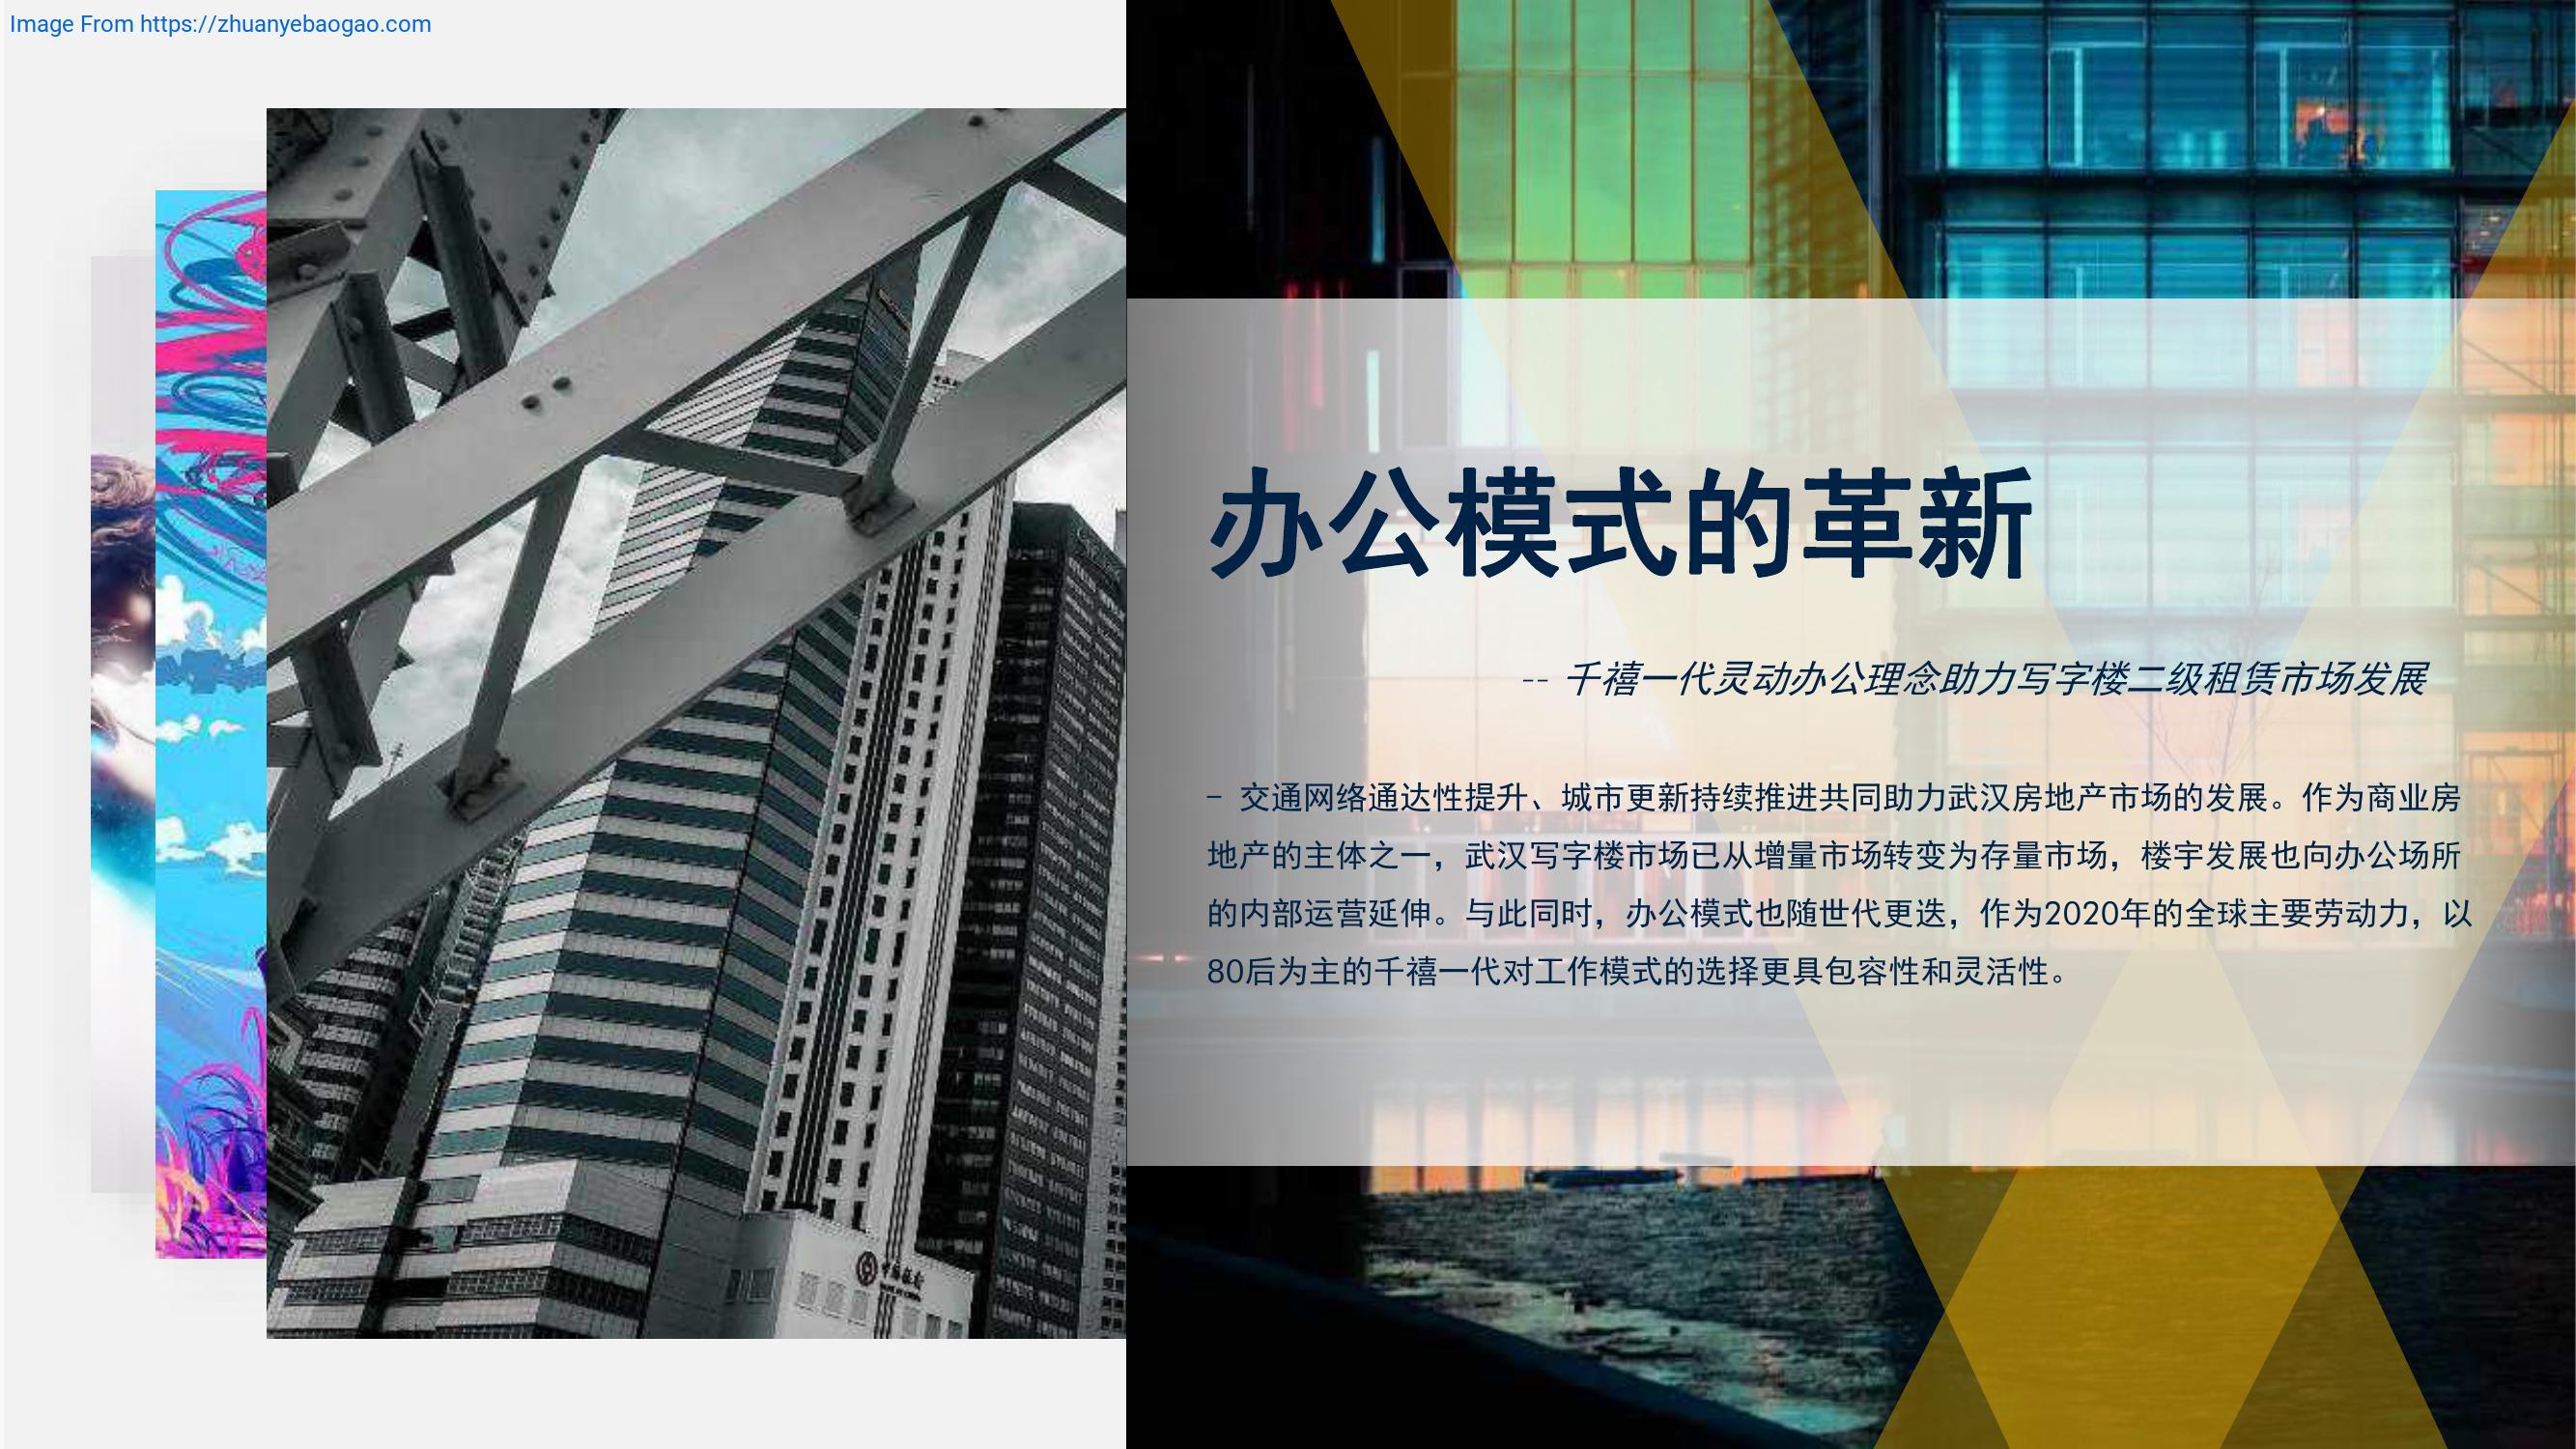 Image From https://zhuanyebaogao.com
办公模式的革新
-- 千禧一代灵动办公理念助力写字楼二级租赁市场发展
– 交通网络通达性提升、城市更新持续推进共同助力武汉房地产市场的发展。作为商业房
地产的主体之一，武汉写字楼市场已从增量市场转变为存量市场，楼宇发展也向办公场所
的内部运营延伸。与此同时，办公模式也随世代更迭，作为2020年的全球主要劳动力，以
80后为主的千禧一代对工作模式的选择更具包容性和灵活性。
中国银行
BANK OF CHINA